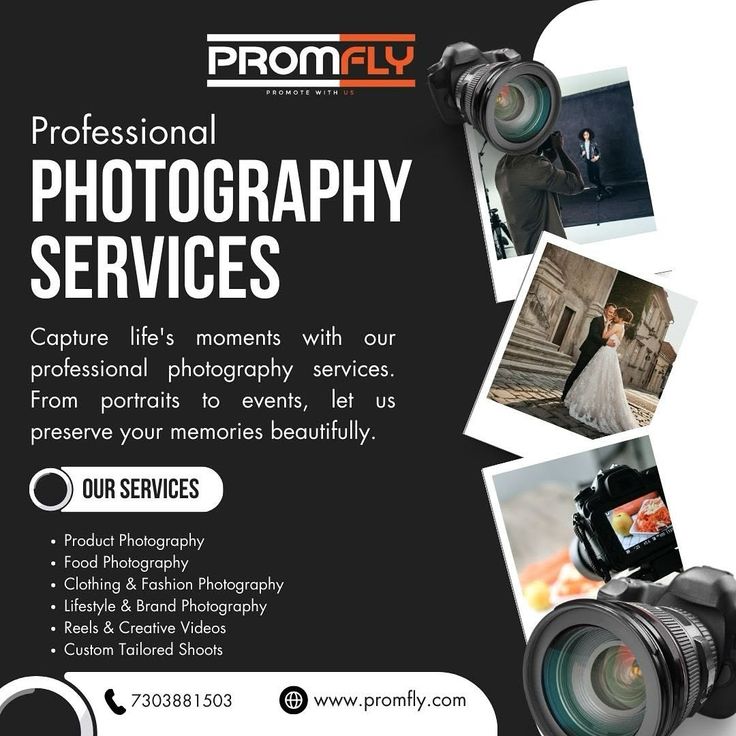 PROMFLY
PROMOTE WITH US
Professional
PHOTOGRAPHY
SERVICES
Capture life's moments with our
professional photography services.
From portraits to events, let us
preserve your memories beautifully.
OUR SERVICES
• Product Photography
• Food Photography
• Clothing & Fashion Photography
• Lifestyle & Brand Photography
• Reels & Creative Videos
• Custom Tailored Shoots
7303881503
www.promfly.com